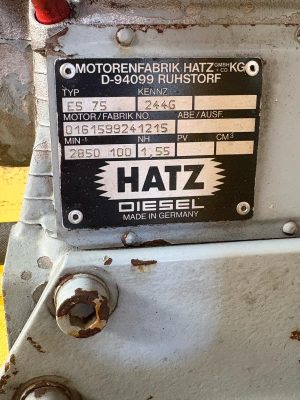 MOTORENFABRIK HATZ GMBH + CO KG
D-94099 RUHSTORF
TYP KENNZ.
ES 75 244G
MOTOR/FABRIK NO. ABE/AUSF.
0161599241215
MIN⁻¹ NH PV CM³
2850 100 1,55
HATZ
DIESEL
MADE IN GERMANY